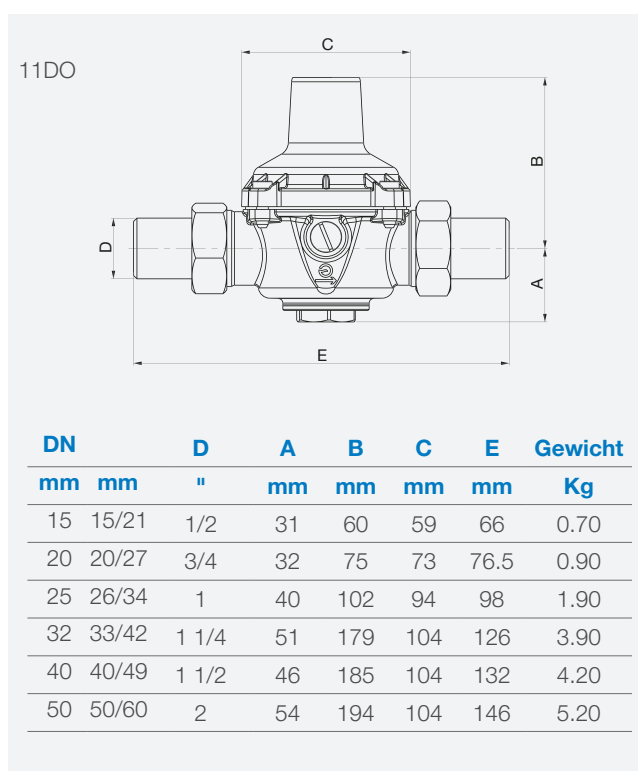 11DO
C
B
D
A
E
DN D A B C E Gewicht
mm mm " mm mm mm mm Kg
15 15/21 1/2 31 60 59 66 0.70
20 20/27 3/4 32 75 73 76.5 0.90
25 26/34 1 40 102 94 98 1.90
32 33/42 1 1/4 51 179 104 126 3.90
40 40/49 1 1/2 46 185 104 132 4.20
50 50/60 2 54 194 104 146 5.20